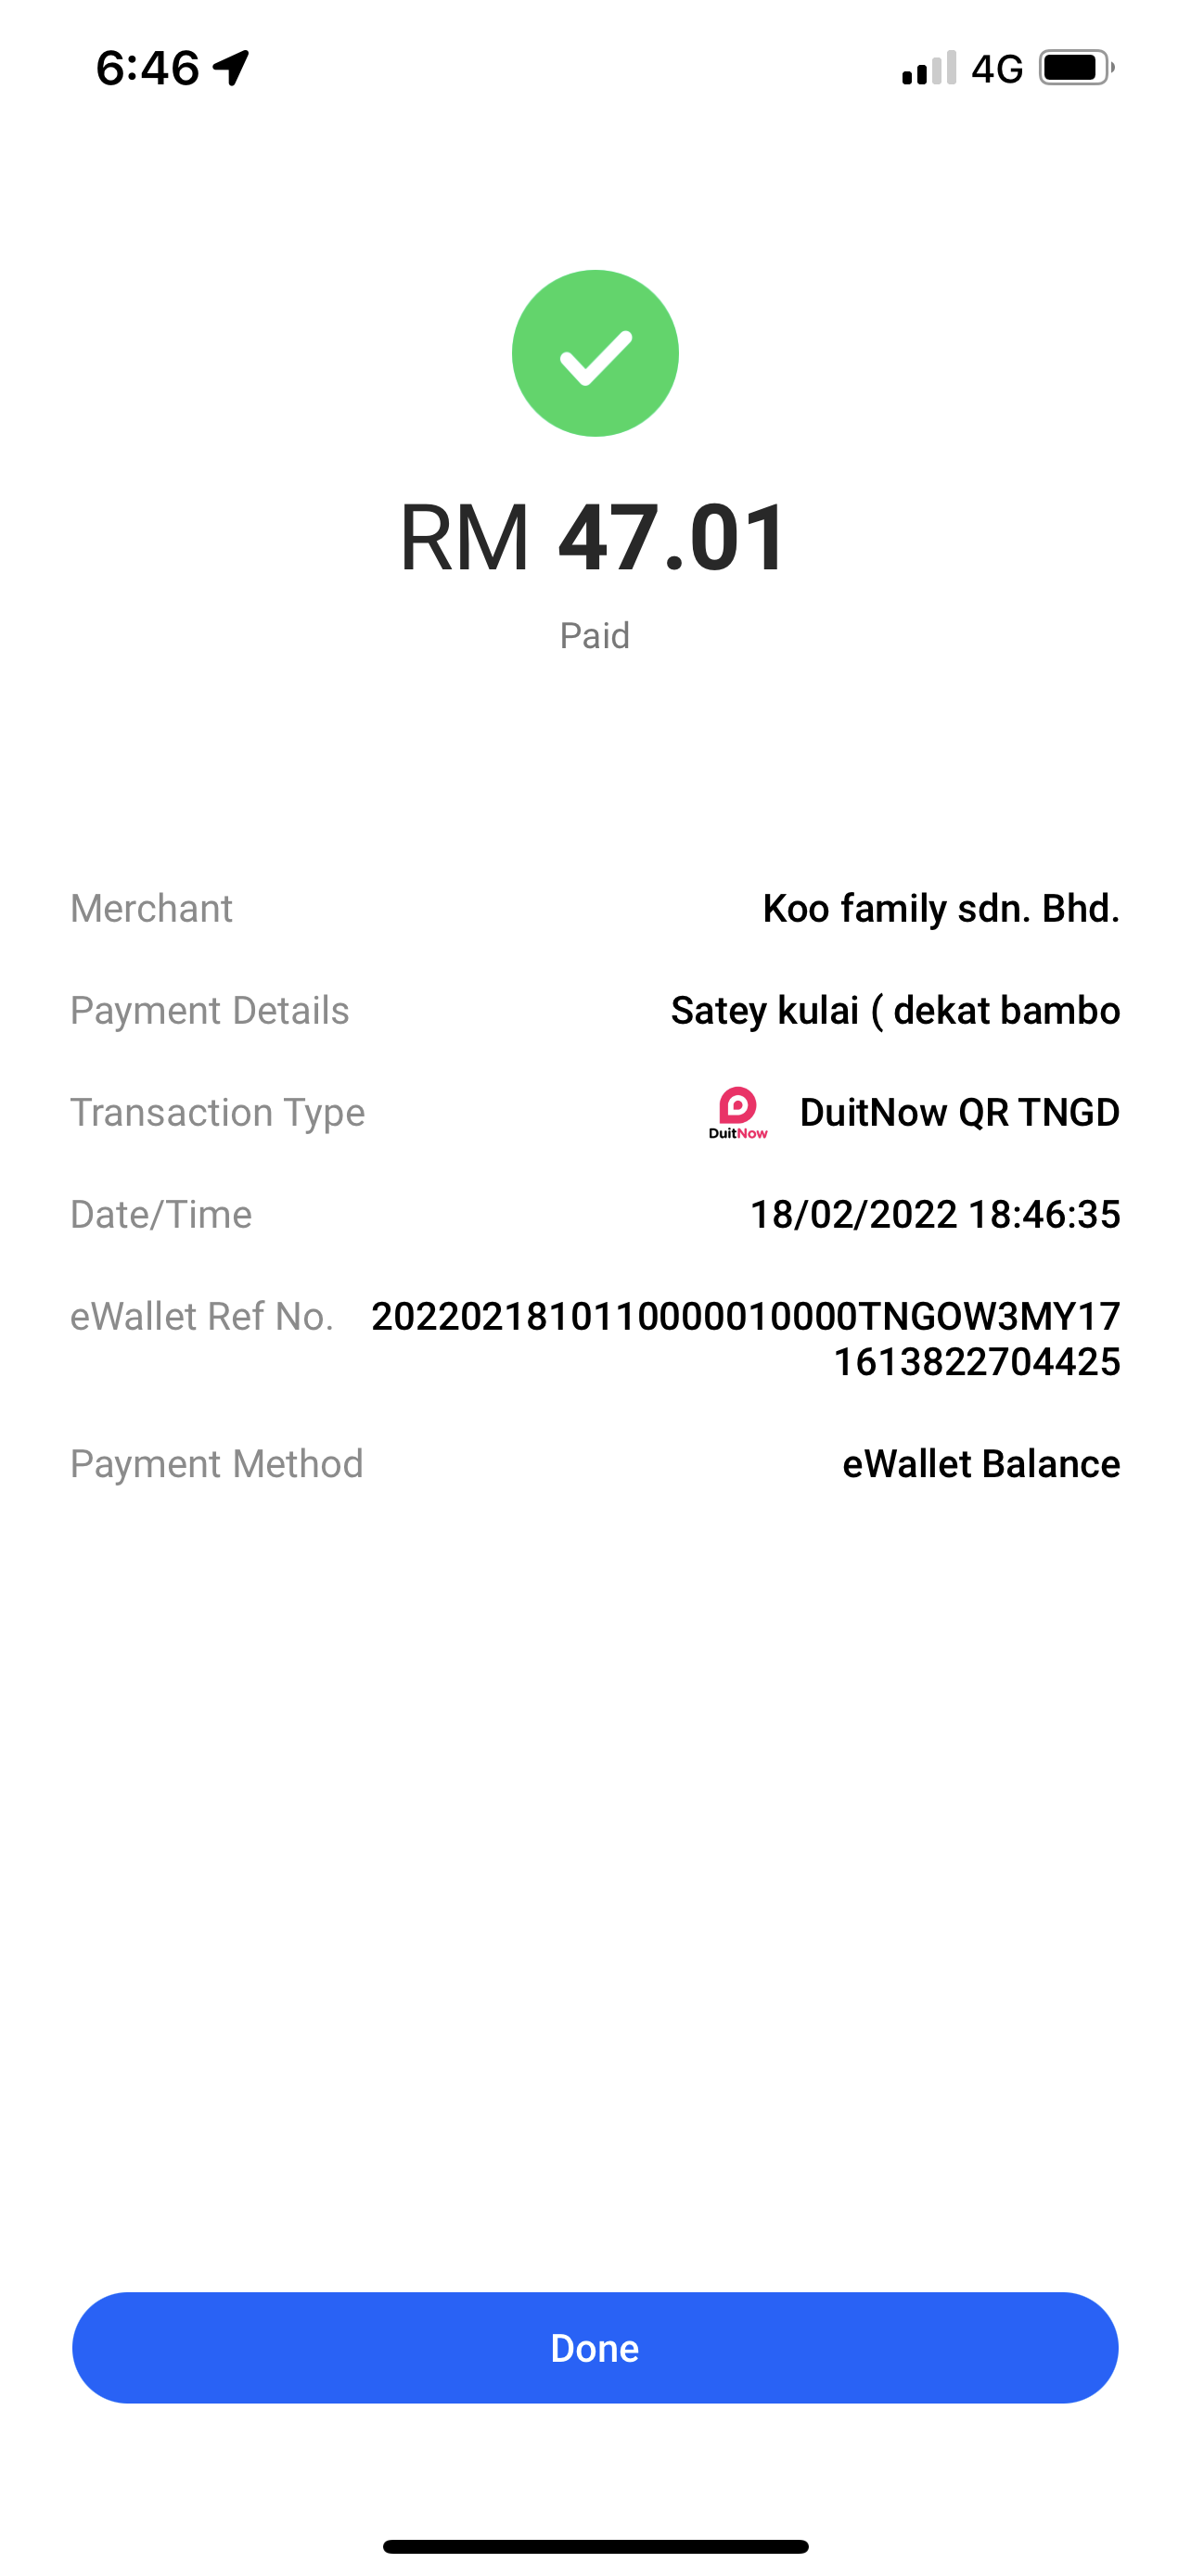 6:46
4G
RM 47.01
Paid
Merchant Koo family sdn. Bhd.
Payment Details Satey kulai ( dekat bambo
Transaction Type DuitNow DuitNow QR TNGD
Date/Time 18/02/2022 18:46:35
eWallet Ref No. 20220218101110000010000TNGOW3MY17
1613822704425
Payment Method eWallet Balance
Done